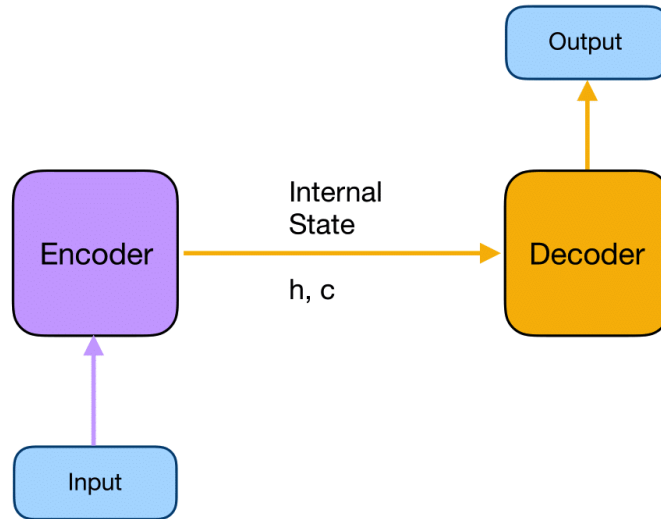 Output
Internal
State
Encoder
Decoder
h, c
Input